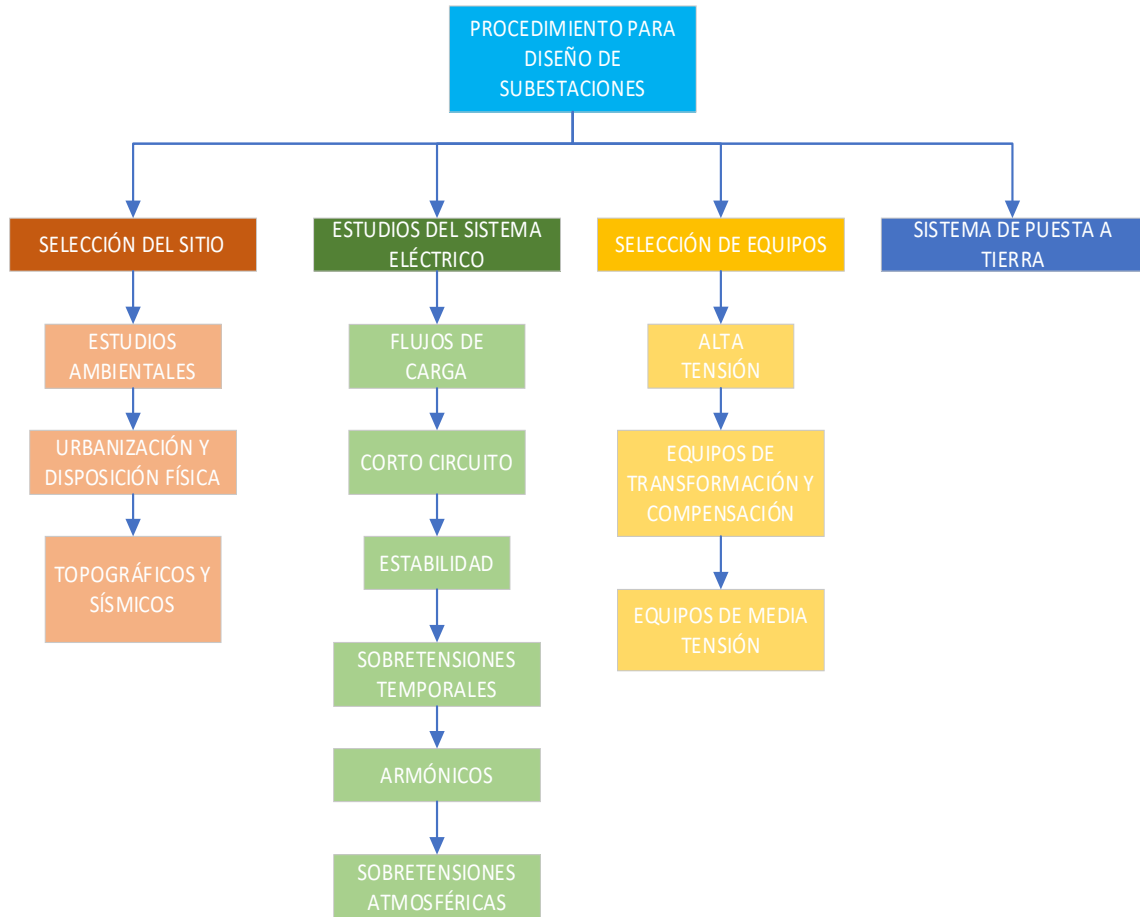 PROCEDIMIENTO PARA
DISEÑO DE
SUBESTACIONES
SELECCIÓN DEL SITIO
ESTUDIOS DEL SISTEMA
ELÉCTRICO
SELECCIÓN DE EQUIPOS
SISTEMA DE PUESTA A
TIERRA
ESTUDIOS
AMBIENTALES
URBANIZACIÓN Y
DISPOSICIÓN FÍSICA
TOPOGRÁFICOS Y
SÍSMICOS
FLUJOS DE
CARGA
CORTO CIRCUITO
ESTABILIDAD
SOBRETENSIONES
TEMPORALES
ARMÓNICOS
SOBRETENSIONES
ATMOSFÉRICAS
ALTA
TENSIÓN
EQUIPOS DE
TRANSFORMACIÓN Y
COMPENSACIÓN
EQUIPOS DE MEDIA
TENSIÓN